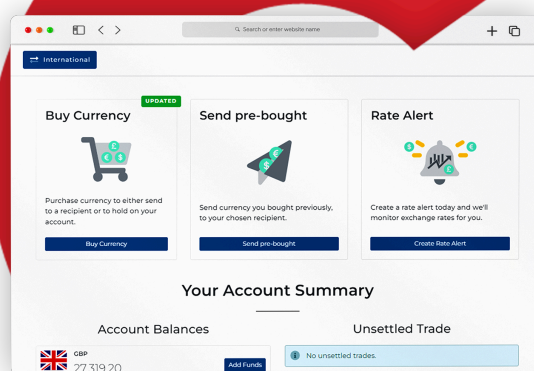 Search or enter website name
International
UPDATED
Buy Currency
Send pre-bought
Rate Alert
£
€ $
€
£
$
€
£
Purchase currency to either send
to a recipient or to hold on your
account.
Send currency you bought previously,
to your chosen recipient.
Create a rate alert today and we'll
monitor exchange rates for you.
Buy Currency
Send pre-bought
Create Rate Alert
Your Account Summary
Account Balances
Unsettled Trade
GBP
27,319.20
Add Funds
i No unsettled trades.